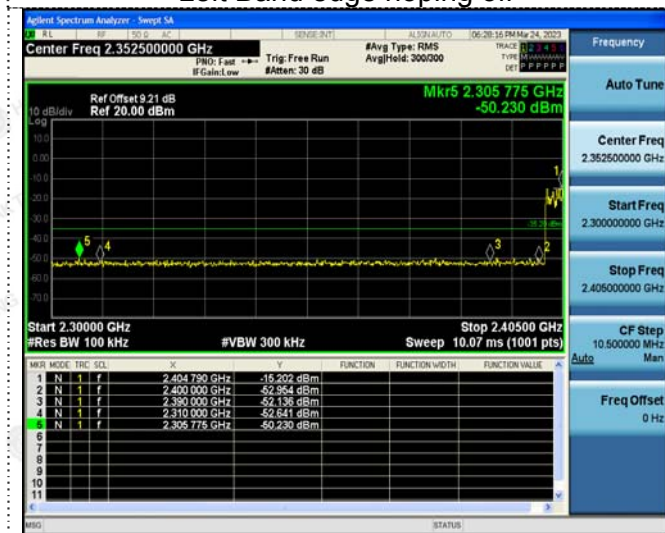 Left Band edge hoping off
Agilent Spectrum Analyzer - Swept SA
RL RF 50 Ω AC SENSE:INT ALIGN AUTO 06:28:16 PM Mar 24, 2023
Center Freq 2.352500000 GHz
PNO: Fast
IFGain:Low
Trig: Free Run
#Atten: 30 dB
#Avg Type: RMS
Avg|Hold: 300/300
TRACE 1 2 3 4 5 6
TYPE M
DET P P P P P P
Ref Offset 9.21 dB
Ref 20.00 dBm
10 dB/div
Log
Mkr5 2.305 775 GHz
-50.230 dBm
10.0
0.00
-10.0
-20.0
-30.0
-40.0
-50.0
-60.0
-70.0
1
2
3
4
5
Start 2.30000 GHz
#Res BW 100 kHz
#VBW 300 kHz
Stop 2.40500 GHz
Sweep 10.07 ms (1001 pts)
MKR MODE TRC SCL X Y FUNCTION FUNCTION WIDTH FUNCTION VALUE
1 N 1 f 2.404 790 GHz -15.202 dBm
2 N 1 f 2.400 000 GHz -52.954 dBm
3 N 1 f 2.390 000 GHz -52.136 dBm
4 N 1 f 2.310 000 GHz -52.641 dBm
5 N 1 f 2.305 775 GHz -50.230 dBm
6
7
8
9
10
11
MSG
STATUS
Frequency
Auto Tune
Center Freq
2.352500000 GHz
Start Freq
2.300000000 GHz
Stop Freq
2.405000000 GHz
CF Step
10.500000 MHz
Auto Man
Freq Offset
0 Hz